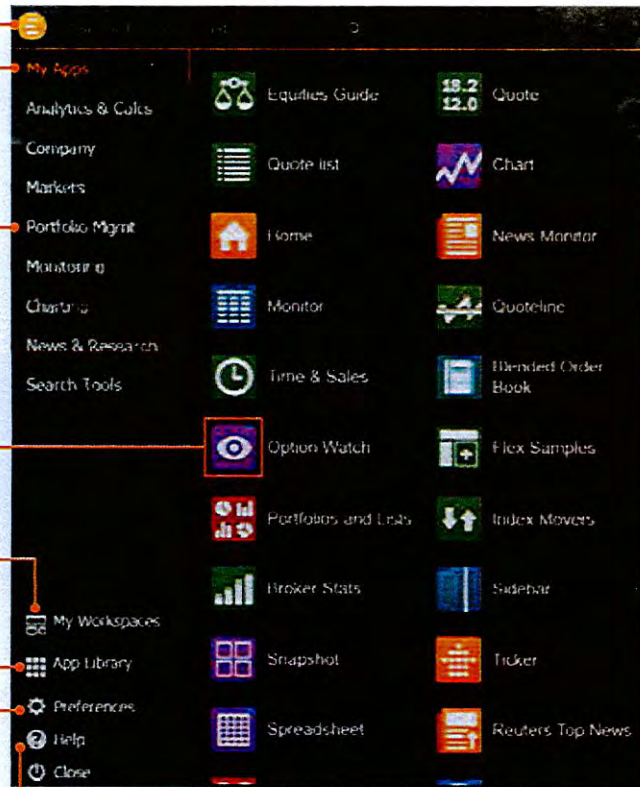 My Apps
Analytics & Calcs
Company
Markets
Portfolio Mgmt
Monitoring
Charting
News & Research
Search Tools
My Workspaces
App Library
Preferences
Help
Close
Equities Guide
18.2
12.0
Quote
Quote list
Chart
Home
News Monitor
Monitor
Quoteline
Time & Sales
Blended Order
Book
Option Watch
Flex Samples
Portfolios and Lists
Index Movers
Broker Stats
Sidebar
Snapshot
Ticker
Spreadsheet
Reuters Top News